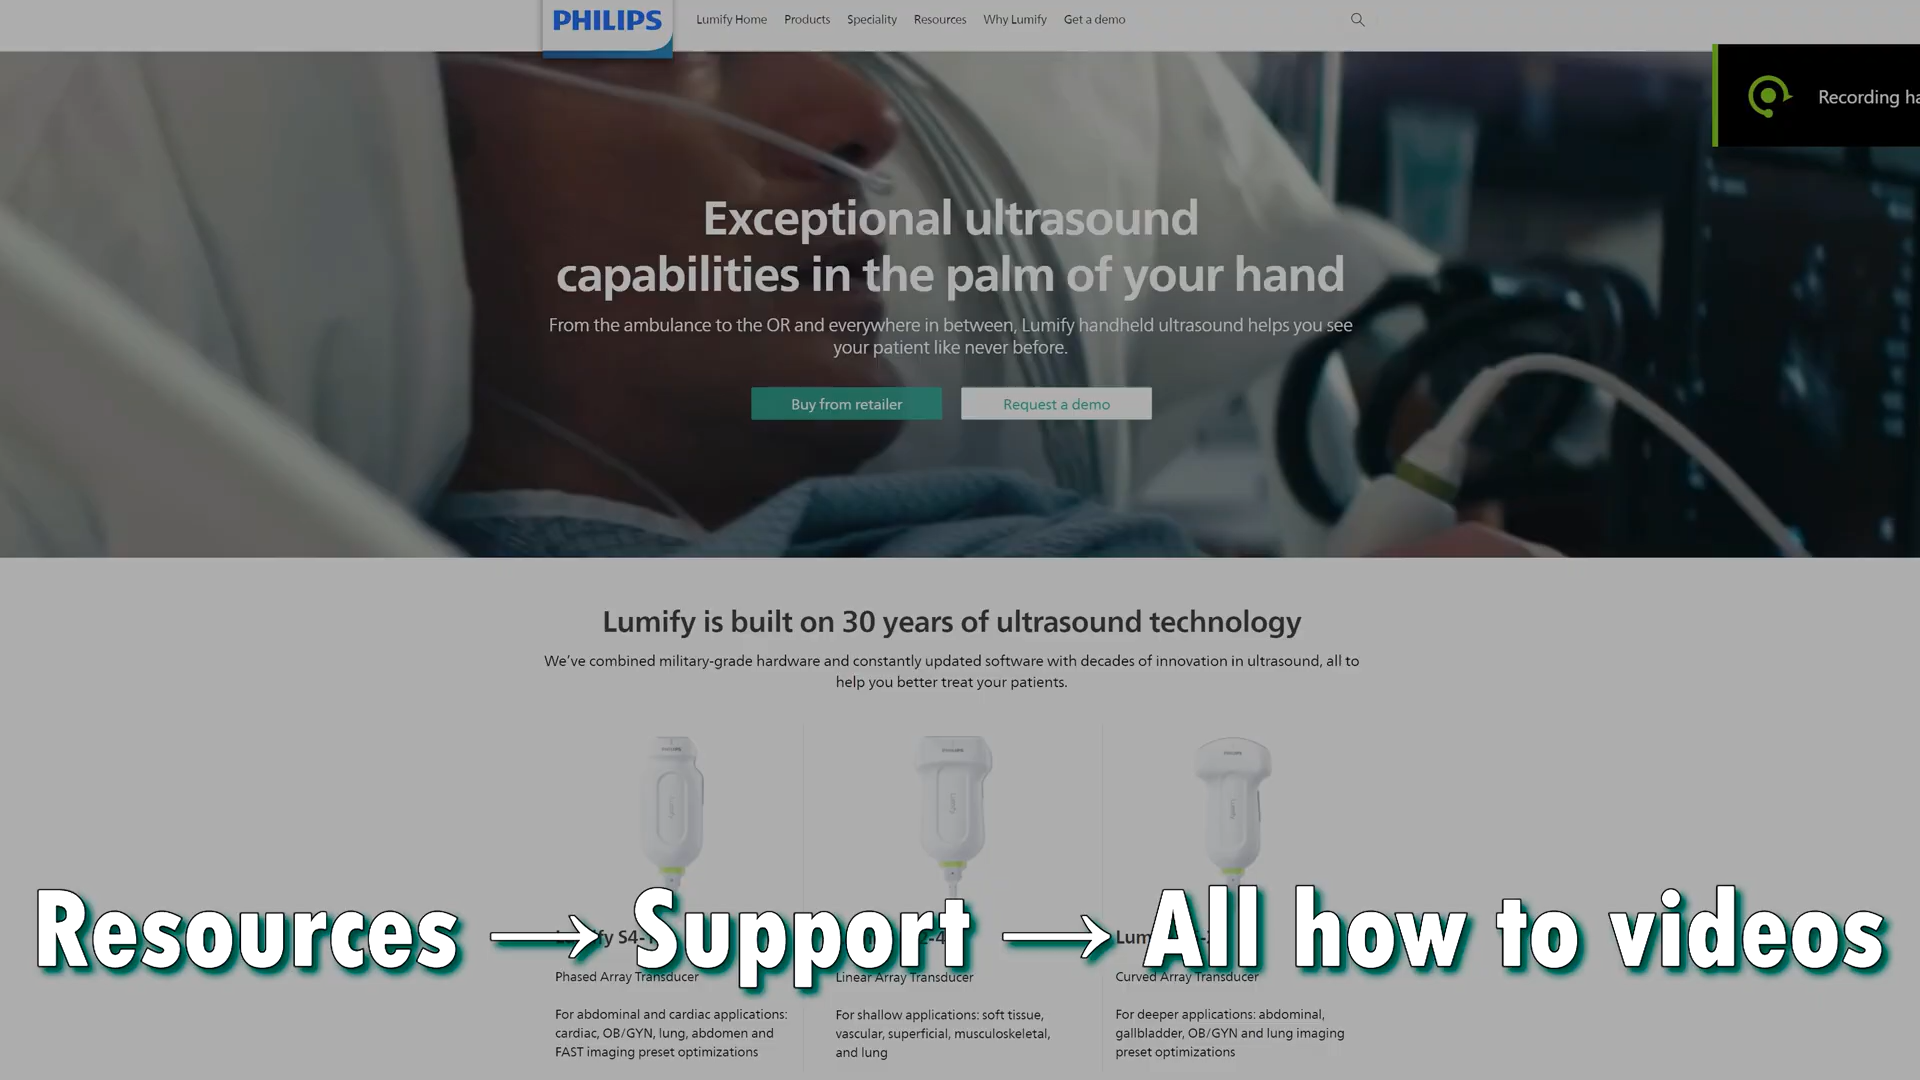 PHILIPS
Lumify Home Products Speciality Resources Why Lumify Get a demo
Recording
Exceptional ultrasound
capabilities in the palm of your hand
From the ambulance to the OR and everywhere in between, Lumify handheld ultrasound helps you see
your patient like never before.
Buy from retailer Request a demo
Lumify is built on 30 years of ultrasound technology
We've combined military-grade hardware and constantly updated software with decades of innovation in ultrasound, all to
help you better treat your patients.
Resources → Support → All how to videos
Phased Array Transducer
For abdominal and cardiac applications:
cardiac, OB/GYN, lung, abdomen and
FAST imaging preset optimizations
Linear Array Transducer
For shallow applications: soft tissue,
vascular, superficial, musculoskeletal,
and lung
Curved Array Transducer
For deeper applications: abdominal,
gallbladder, OB/GYN and lung imaging
preset optimizations